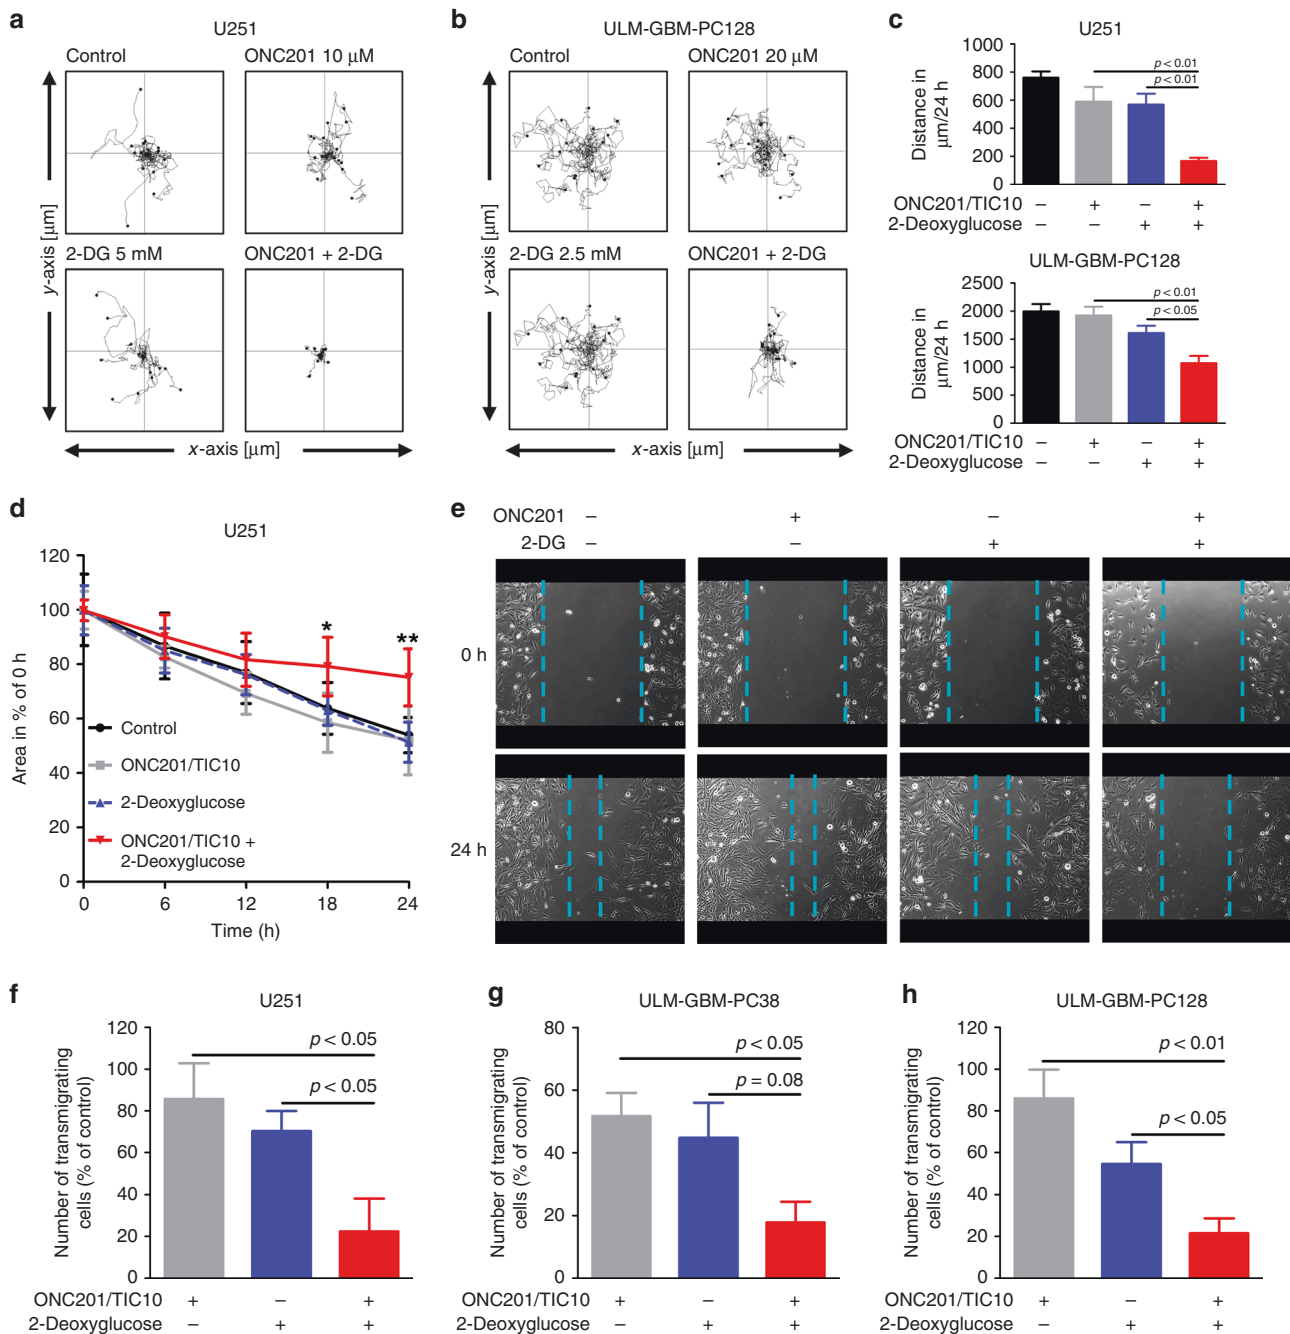 a
U251
Control
ONC201 10 μM
2-DG 5 mM
ONC201 + 2-DG
y-axis [μm]
x-axis [μm]
b
ULM-GBM-PC128
Control
ONC201 20 μM
2-DG 2.5 mM
ONC201 + 2-DG
y-axis [μm]
x-axis [μm]
c
U251
1000
800
600
400
200
0
Distance in
μm/24 h
p < 0.01
p < 0.01
ONC201/TIC10 – + – +
2-Deoxyglucose – – + +
ULM-GBM-PC128
2500
2000
1500
1000
500
0
Distance in
μm/24 h
p < 0.01
p < 0.05
ONC201/TIC10 – + – +
2-Deoxyglucose – – + +
d
U251
120
100
80
60
40
20
0
Area in % of 0 h
* **
Control
ONC201/TIC10
2-Deoxyglucose
ONC201/TIC10 +
2-Deoxyglucose
0 6 12 18 24
Time (h)
e
ONC201 – + – +
2-DG – – + +
0 h
24 h
f
U251
120
100
80
60
40
20
0
Number of transmigrating
cells (% of control)
p < 0.05
p < 0.05
ONC201/TIC10 + – +
2-Deoxyglucose – + +
g
ULM-GBM-PC38
80
60
40
20
0
Number of transmigrating
cells (% of control)
p < 0.05
p = 0.08
ONC201/TIC10 + – +
2-Deoxyglucose – + +
h
ULM-GBM-PC128
120
100
80
60
40
20
0
Number of transmigrating
cells (% of control)
p < 0.01
p < 0.05
ONC201/TIC10 + – +
2-Deoxyglucose – + +